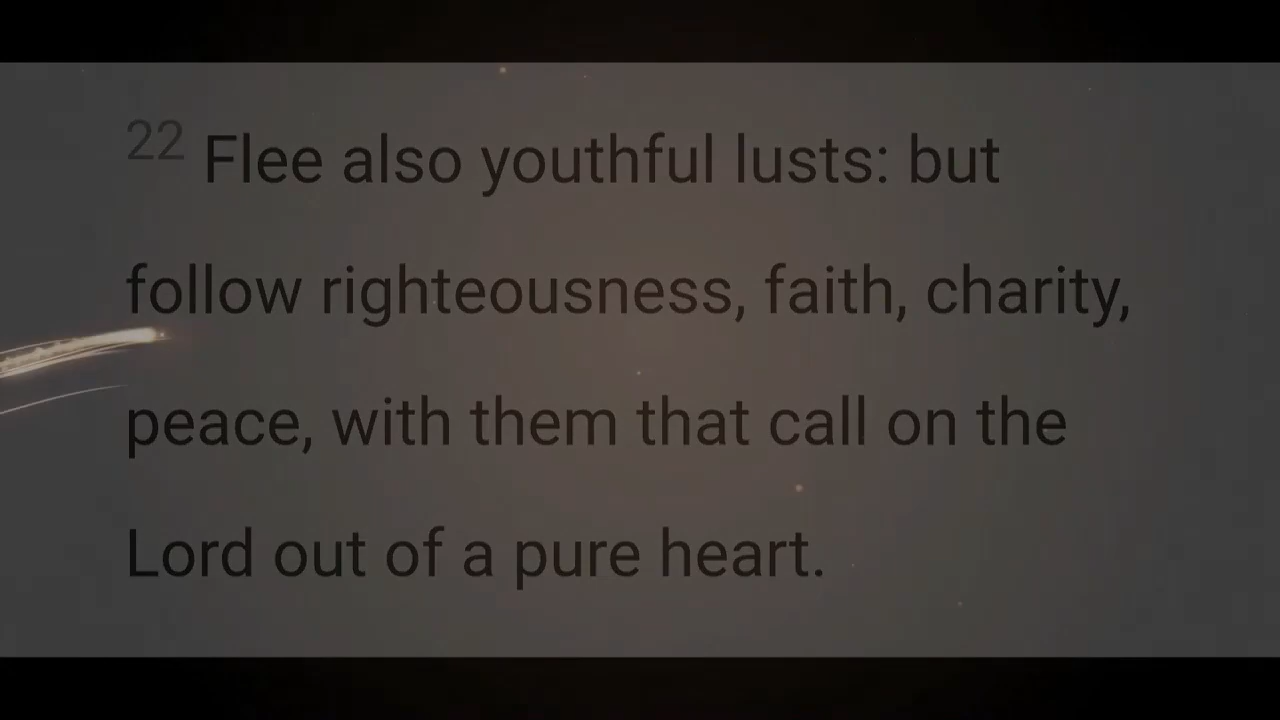 22 Flee also youthful lusts: but
follow righteousness, faith, charity,
peace, with them that call on the
Lord out of a pure heart.